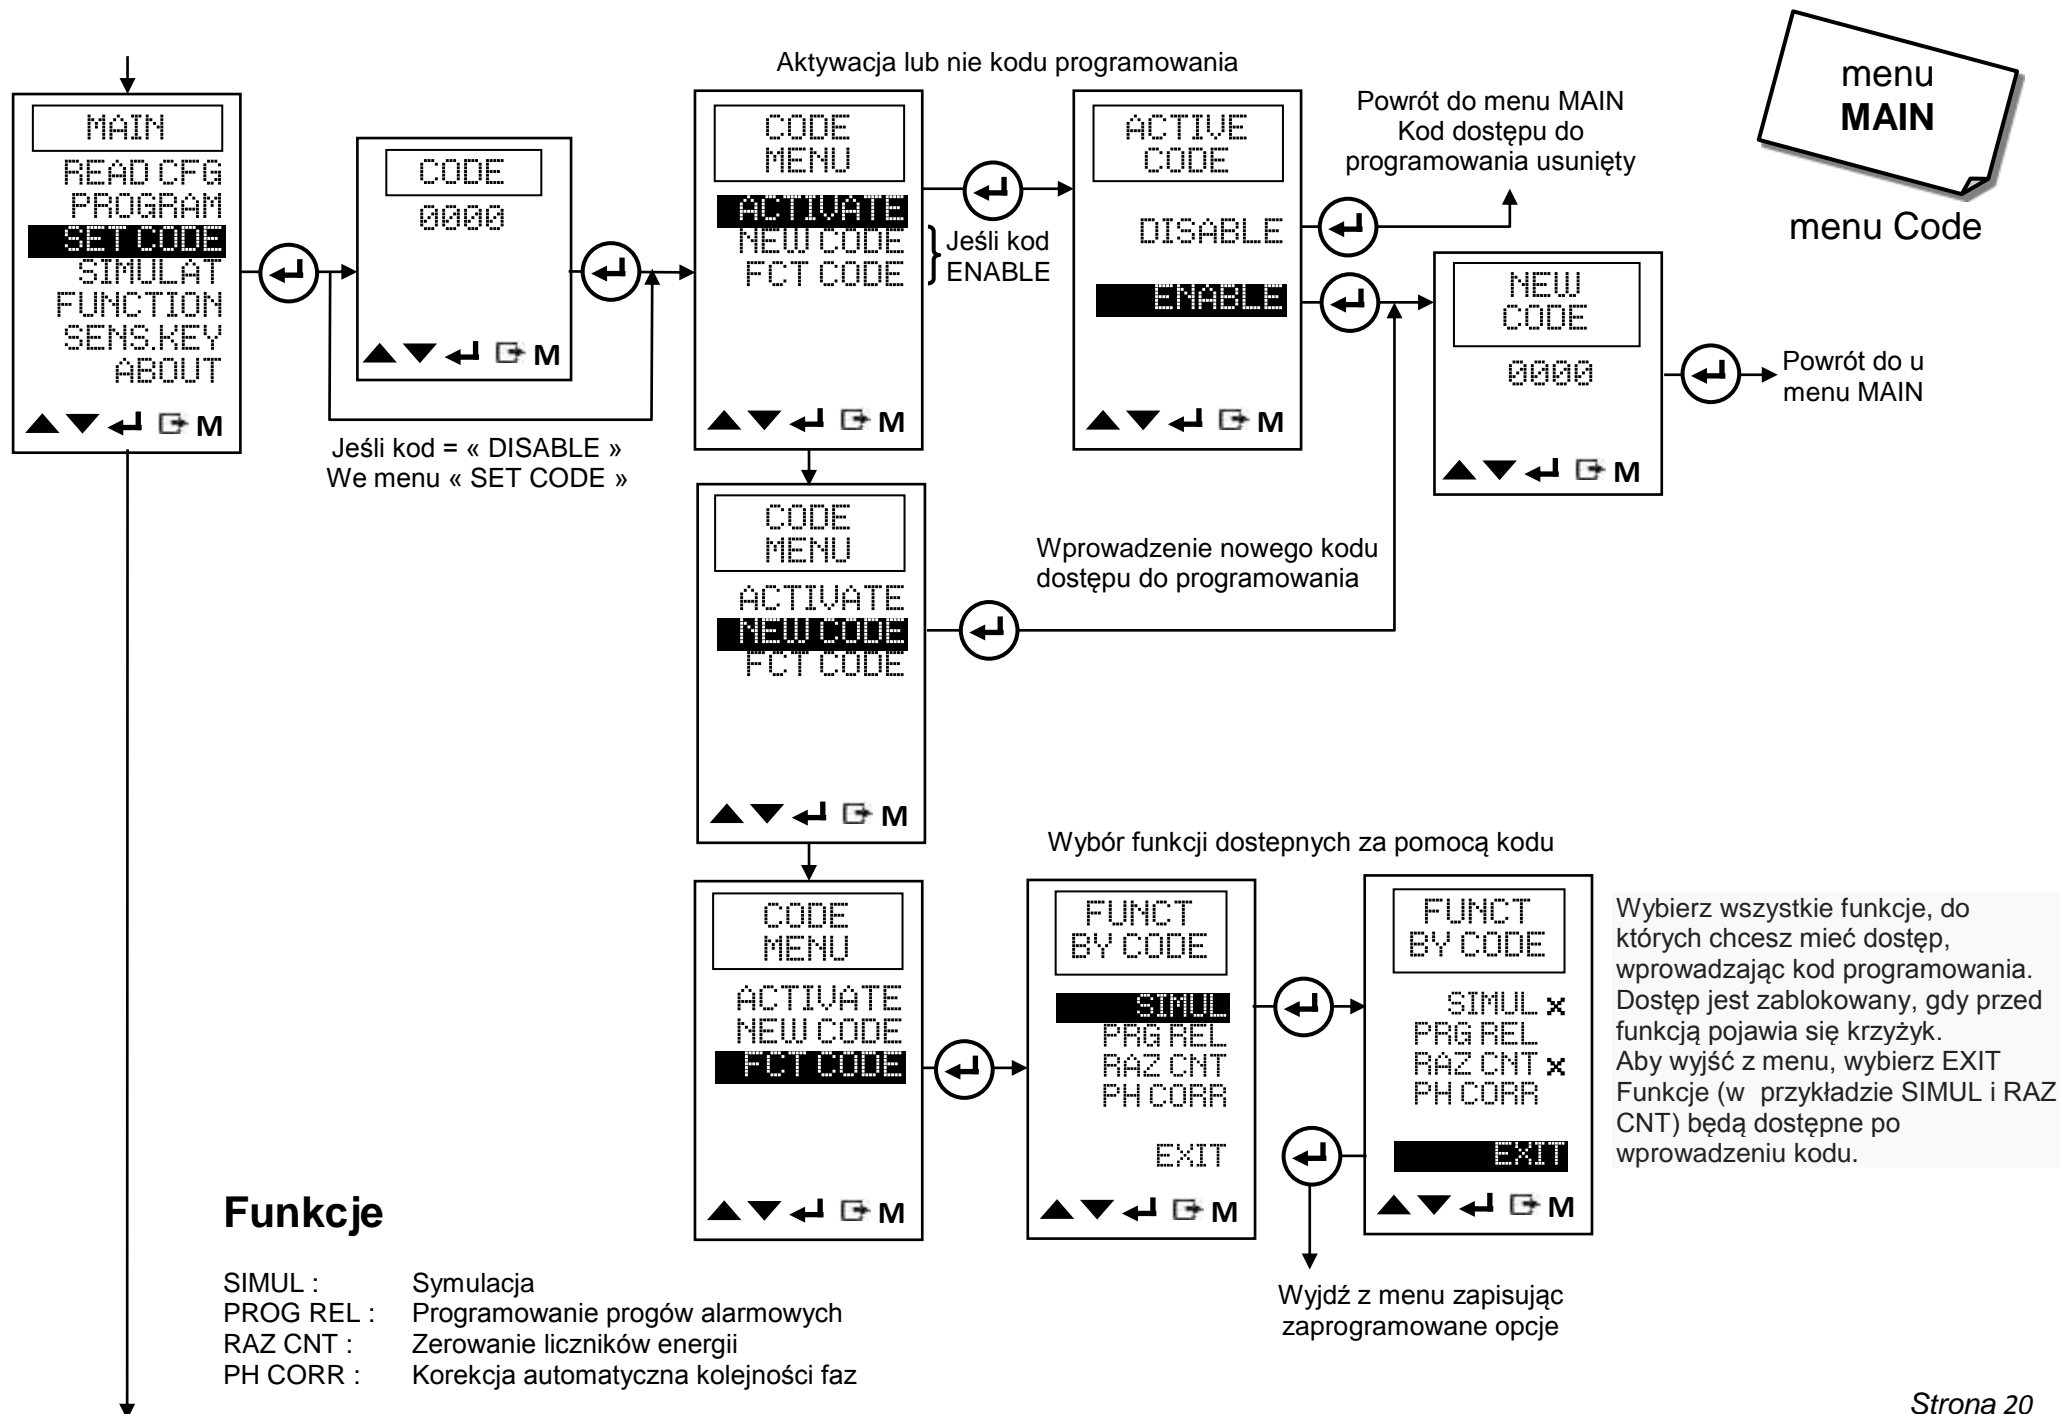 Aktywacja lub nie kodu programowania
menu
MAIN
menu Code
MAIN
READ CFG
PROGRAM
SET CODE
SIMULAT
FUNCTION
SENS.KEY
ABOUT
M
CODE
0000
M
Jeśli kod = « DISABLE »
We menu « SET CODE »
CODE
MENU
ACTIVATE
NEW CODE
FCT CODE
M
Jeśli kod
ENABLE
ACTIVE
CODE
DISABLE
ENABLE
M
Powrót do menu MAIN
Kod dostępu do
programowania usunięty
NEW
CODE
0000
M
Powrót do u
menu MAIN
CODE
MENU
ACTIVATE
NEW CODE
FCT CODE
M
Wprowadzenie nowego kodu
dostępu do programowania
Wybór funkcji dostepnych za pomocą kodu
CODE
MENU
ACTIVATE
NEW CODE
FCT CODE
M
FUNCT
BY CODE
SIMUL
PRG REL
RAZ CNT
PH CORR
EXIT
M
FUNCT
BY CODE
SIMUL x
PRG REL
RAZ CNT x
PH CORR
EXIT
M
Wybierz wszystkie funkcje, do
których chcesz mieć dostęp,
wprowadzając kod programowania.
Dostęp jest zablokowany, gdy przed
funkcją pojawia się krzyżyk.
Aby wyjść z menu, wybierz EXIT
Funkcje (w przykładzie SIMUL i RAZ
CNT) będą dostępne po
wprowadzeniu kodu.
Wyjdź z menu zapisując
zaprogramowane opcje
Funkcje
SIMUL : Symulacja
PROG REL : Programowanie progów alarmowych
RAZ CNT : Zerowanie liczników energii
PH CORR : Korekcja automatyczna kolejności faz
Strona 20